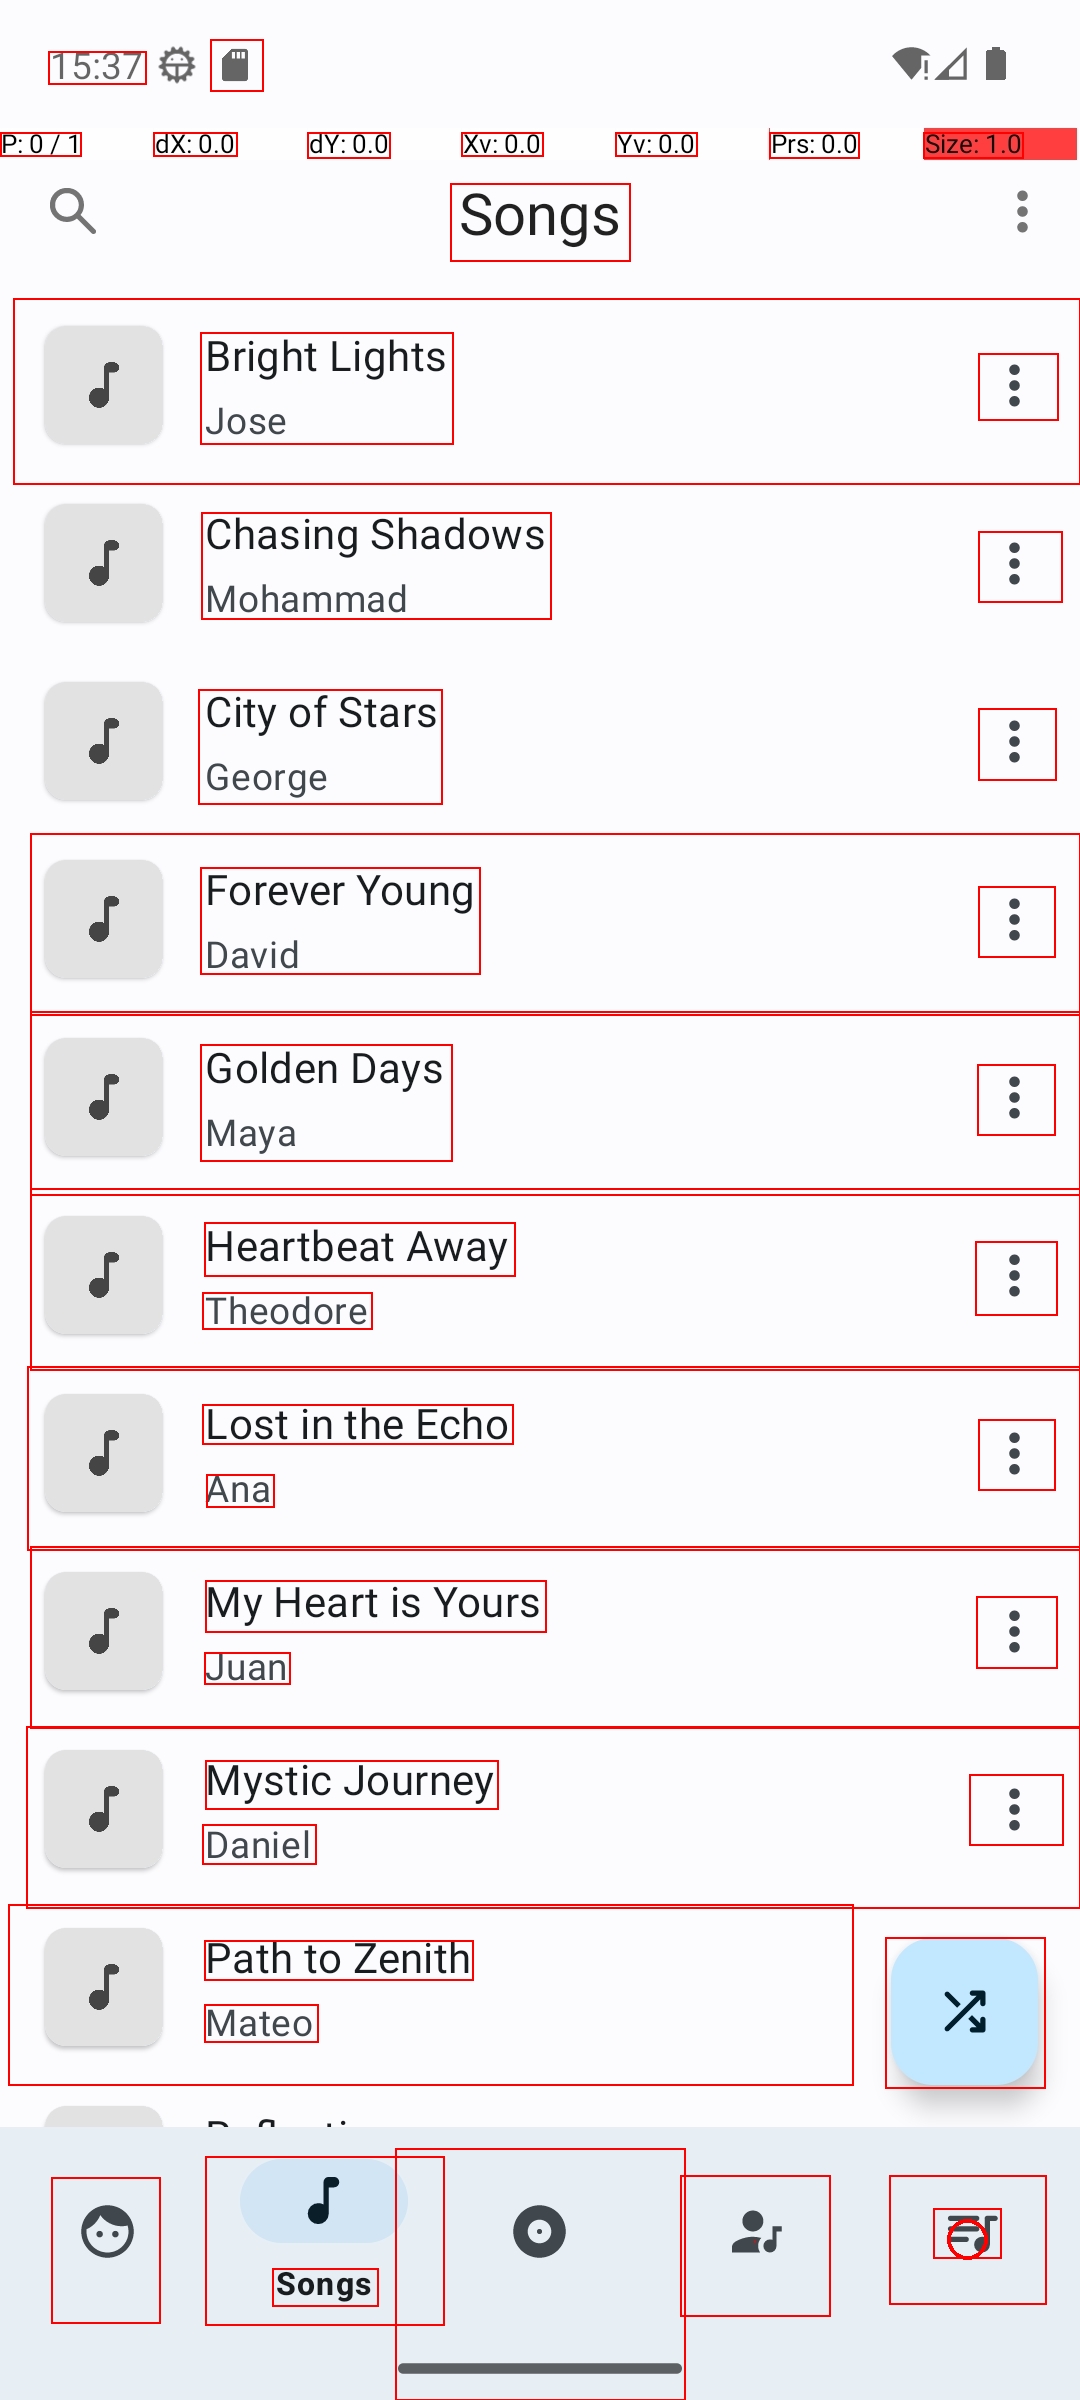 15:37
P: 0 / 1 dX: 0.0 dY: 0.0 Xv: 0.0 Yv: 0.0 Prs: 0.0 Size: 1.0
Songs
Bright Lights
Jose
Chasing Shadows
Mohammad
City of Stars
George
Forever Young
David
Golden Days
Maya
Heartbeat Away
Theodore
Lost in the Echo
Ana
My Heart is Yours
Juan
Mystic Journey
Daniel
Path to Zenith
Mateo
Songs